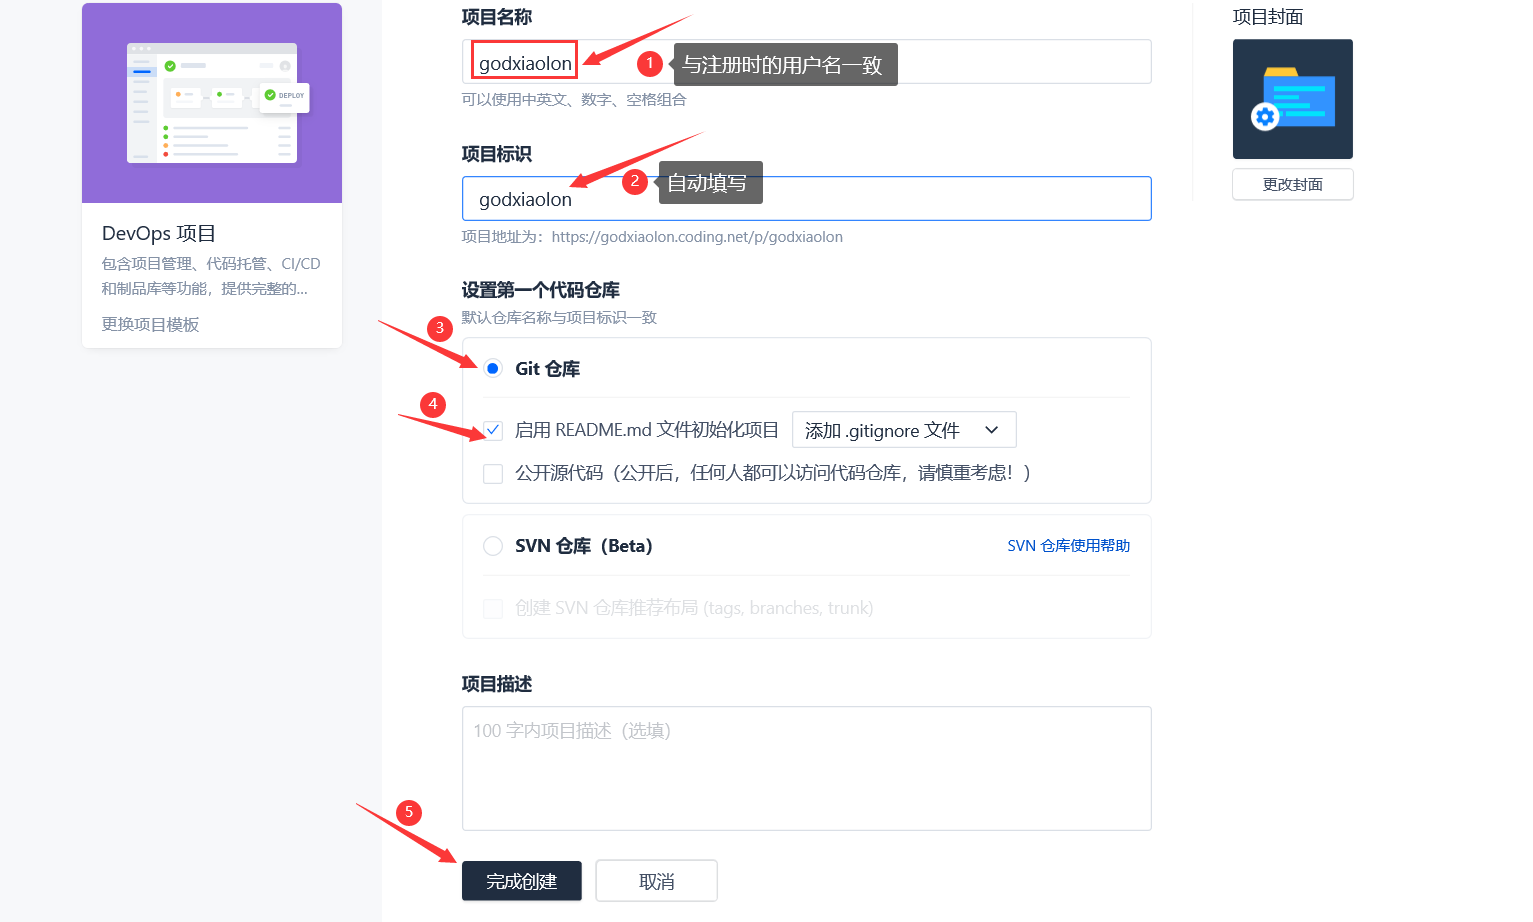 DEPLOY
DevOps 项目
包含项目管理、代码托管、CI/CD
和制品库等功能，提供完整的...
更换项目模板
项目名称
godxiaolon
1 与注册时的用户名一致
可以使用中英文、数字、空格组合
项目标识
2 自动填写
godxiaolon
项目地址为：https://godxiaolon.coding.net/p/godxiaolon
设置第一个代码仓库
默认仓库名称与项目标识一致
3
Git 仓库
4
启用 README.md 文件初始化项目 添加 .gitignore 文件
公开源代码（公开后，任何人都可以访问代码仓库，请慎重考虑！）
SVN 仓库（Beta） SVN 仓库使用帮助
创建 SVN 仓库推荐布局 (tags, branches, trunk)
项目描述
100 字内项目描述（选填）
5
完成创建 取消
项目封面
更改封面